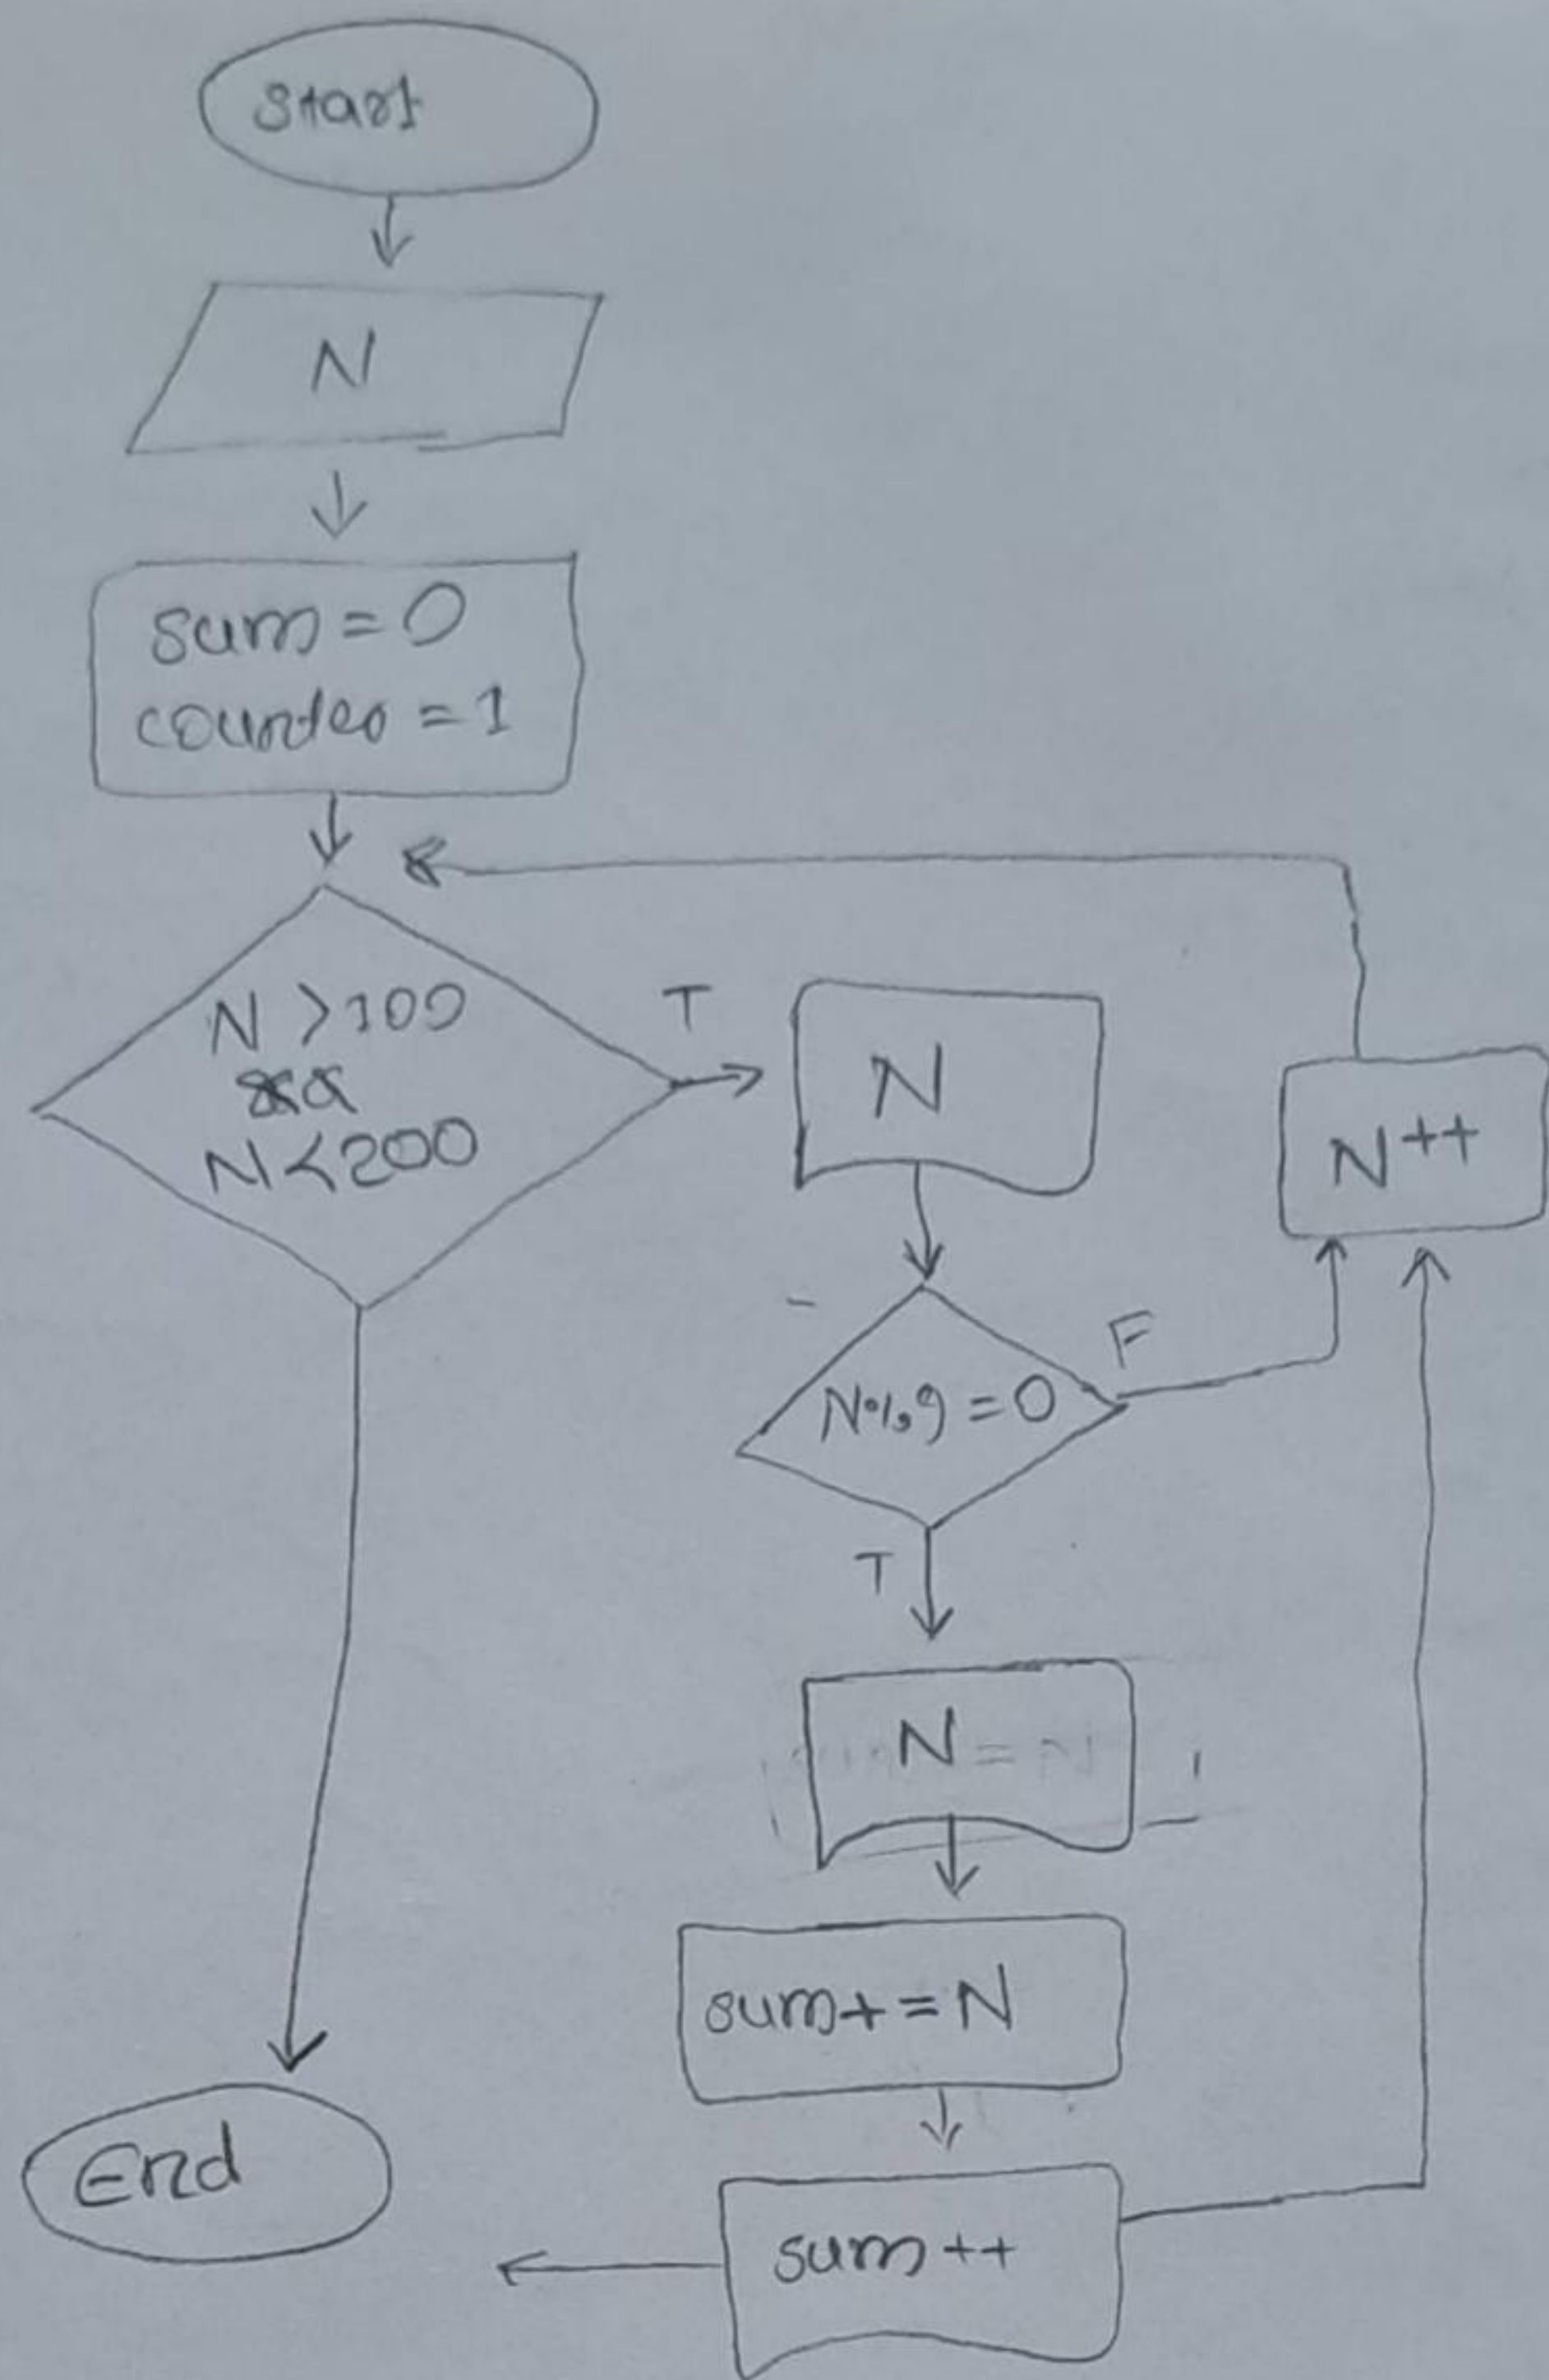 Start
N
sum = 0
counter = 1
N > 100
&&
N < 200
T
N
N++
N%9 = 0
F
T
N
sum+ = N
sum ++
End